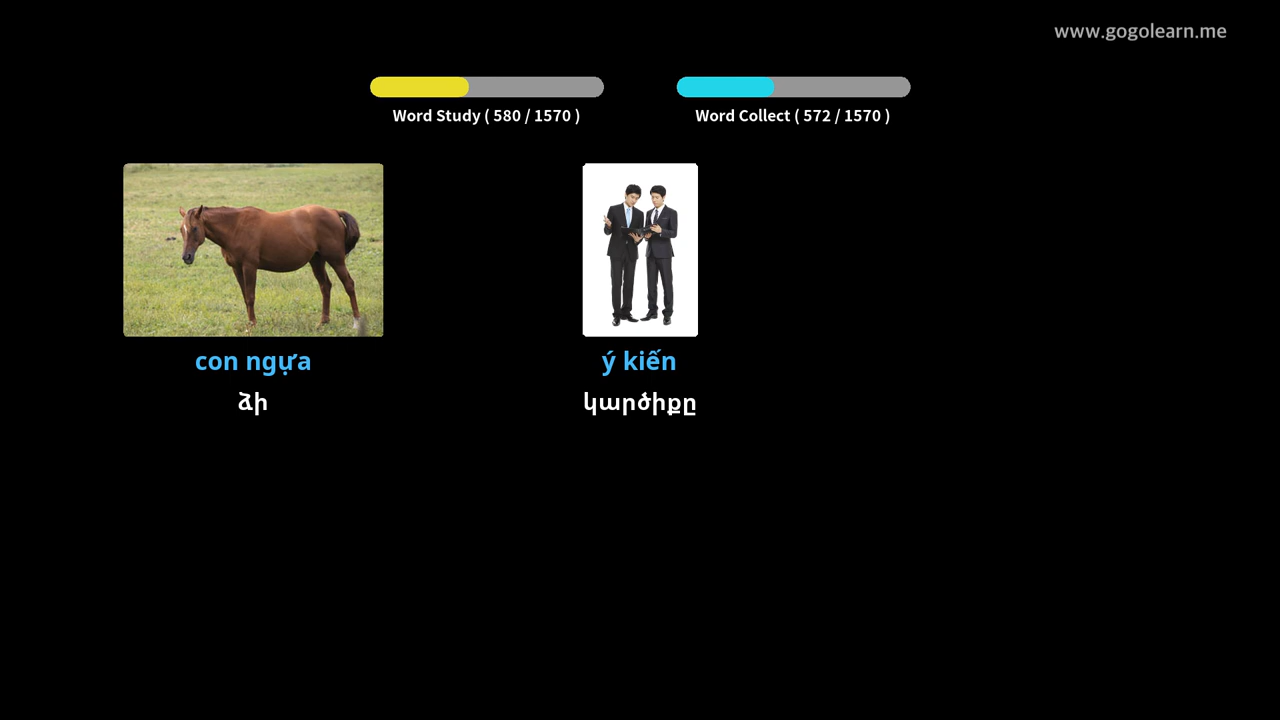 www.gogolearn.me
Word Study ( 580 / 1570 )
Word Collect ( 572 / 1570 )
con ngựa
ձի
ý kiến
կարծիքը